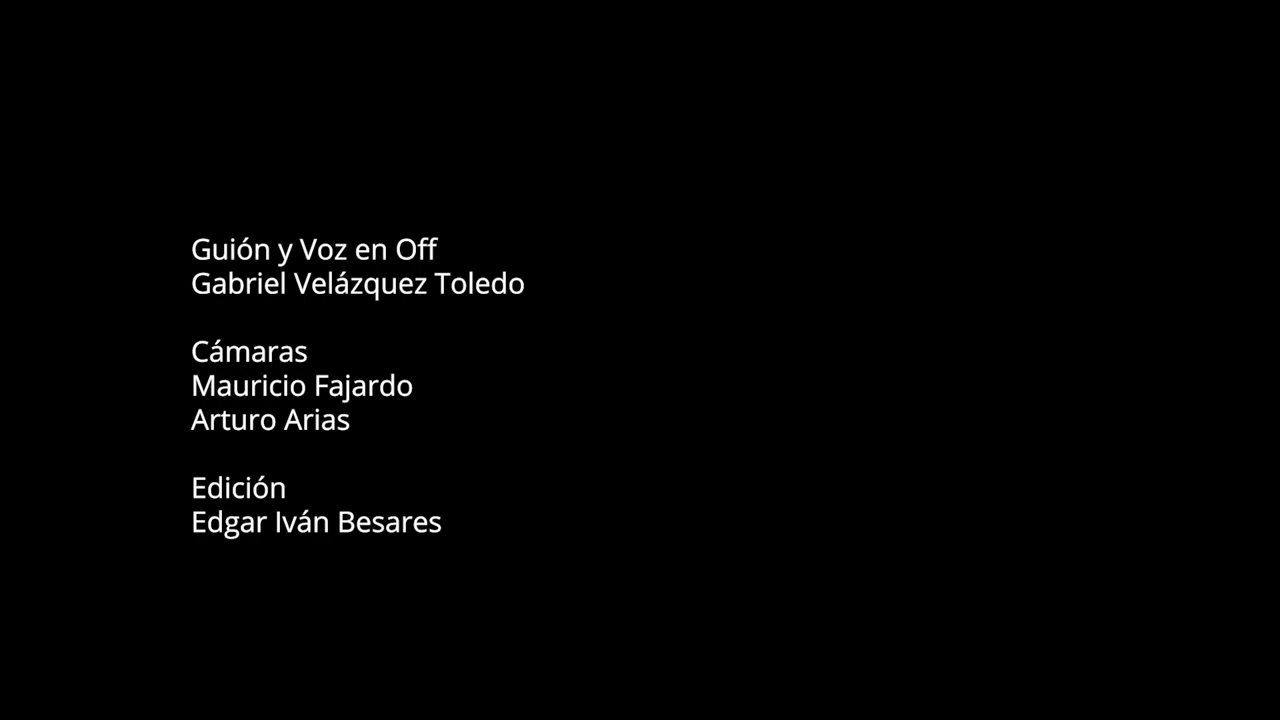 Guión y Voz en Off
Gabriel Velázquez Toledo
Cámaras
Mauricio Fajardo
Arturo Arias
Edición
Edgar Iván Besares